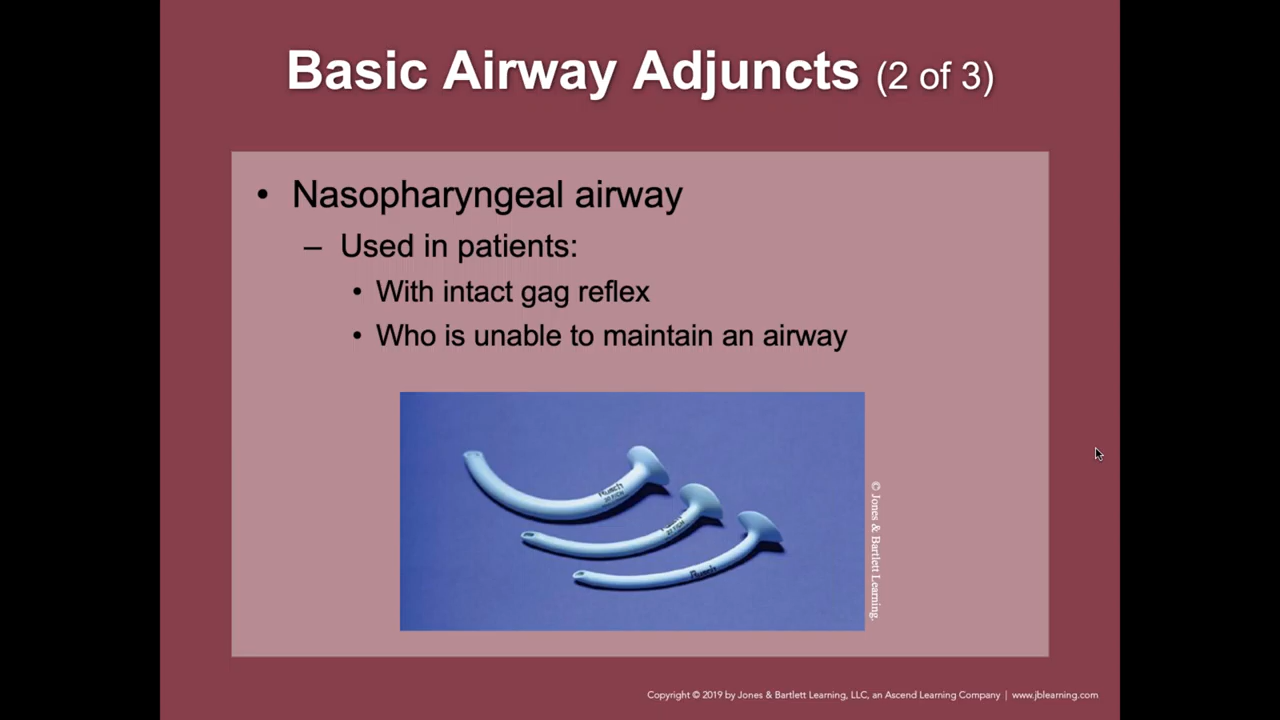 Basic Airway Adjuncts (2 of 3)
• Nasopharyngeal airway
– Used in patients:
• With intact gag reflex
• Who is unable to maintain an airway
Rusch
Rusch
© Jones & Bartlett Learning.
Copyright © 2019 by Jones & Bartlett Learning, LLC, an Ascend Learning Company | www.jblearning.com